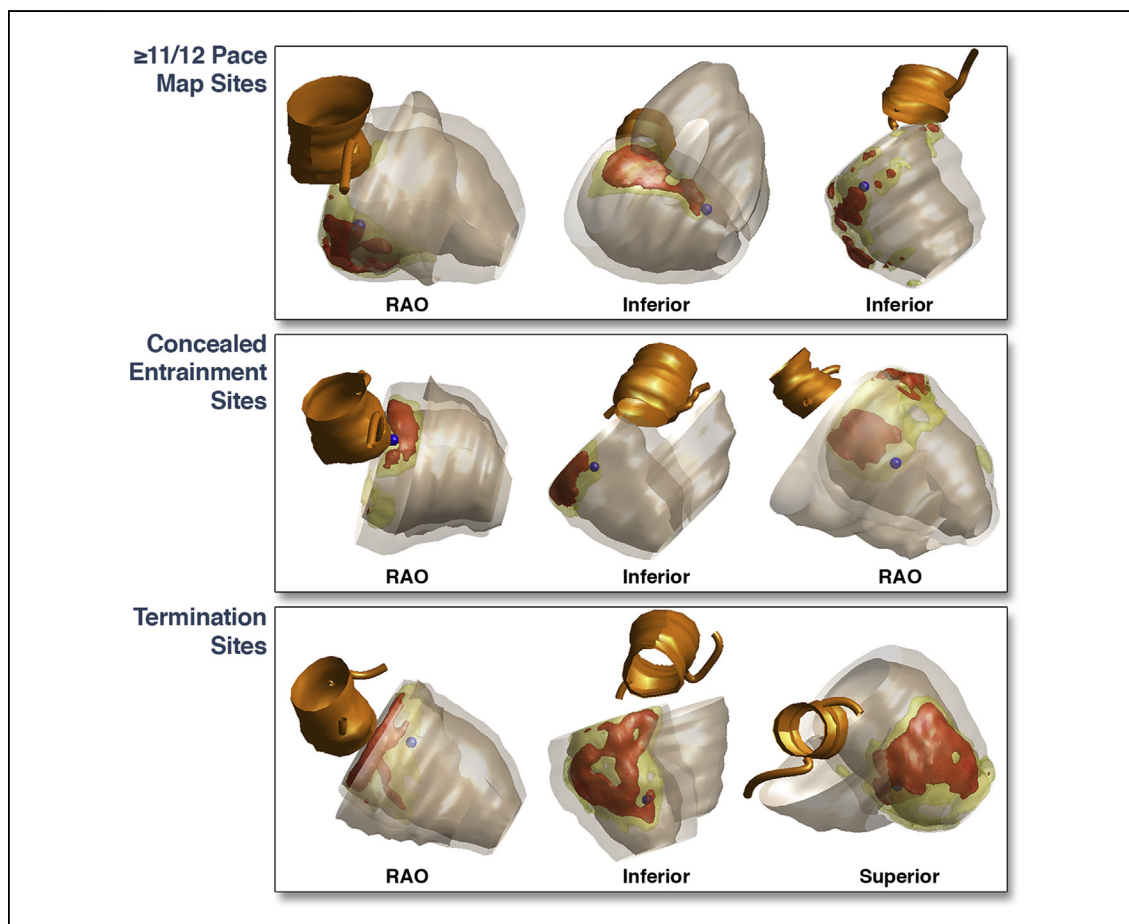 ≥11/12 Pace
Map Sites
RAO
Inferior
Inferior
Concealed
Entrainment
Sites
RAO
Inferior
RAO
Termination
Sites
RAO
Inferior
Superior